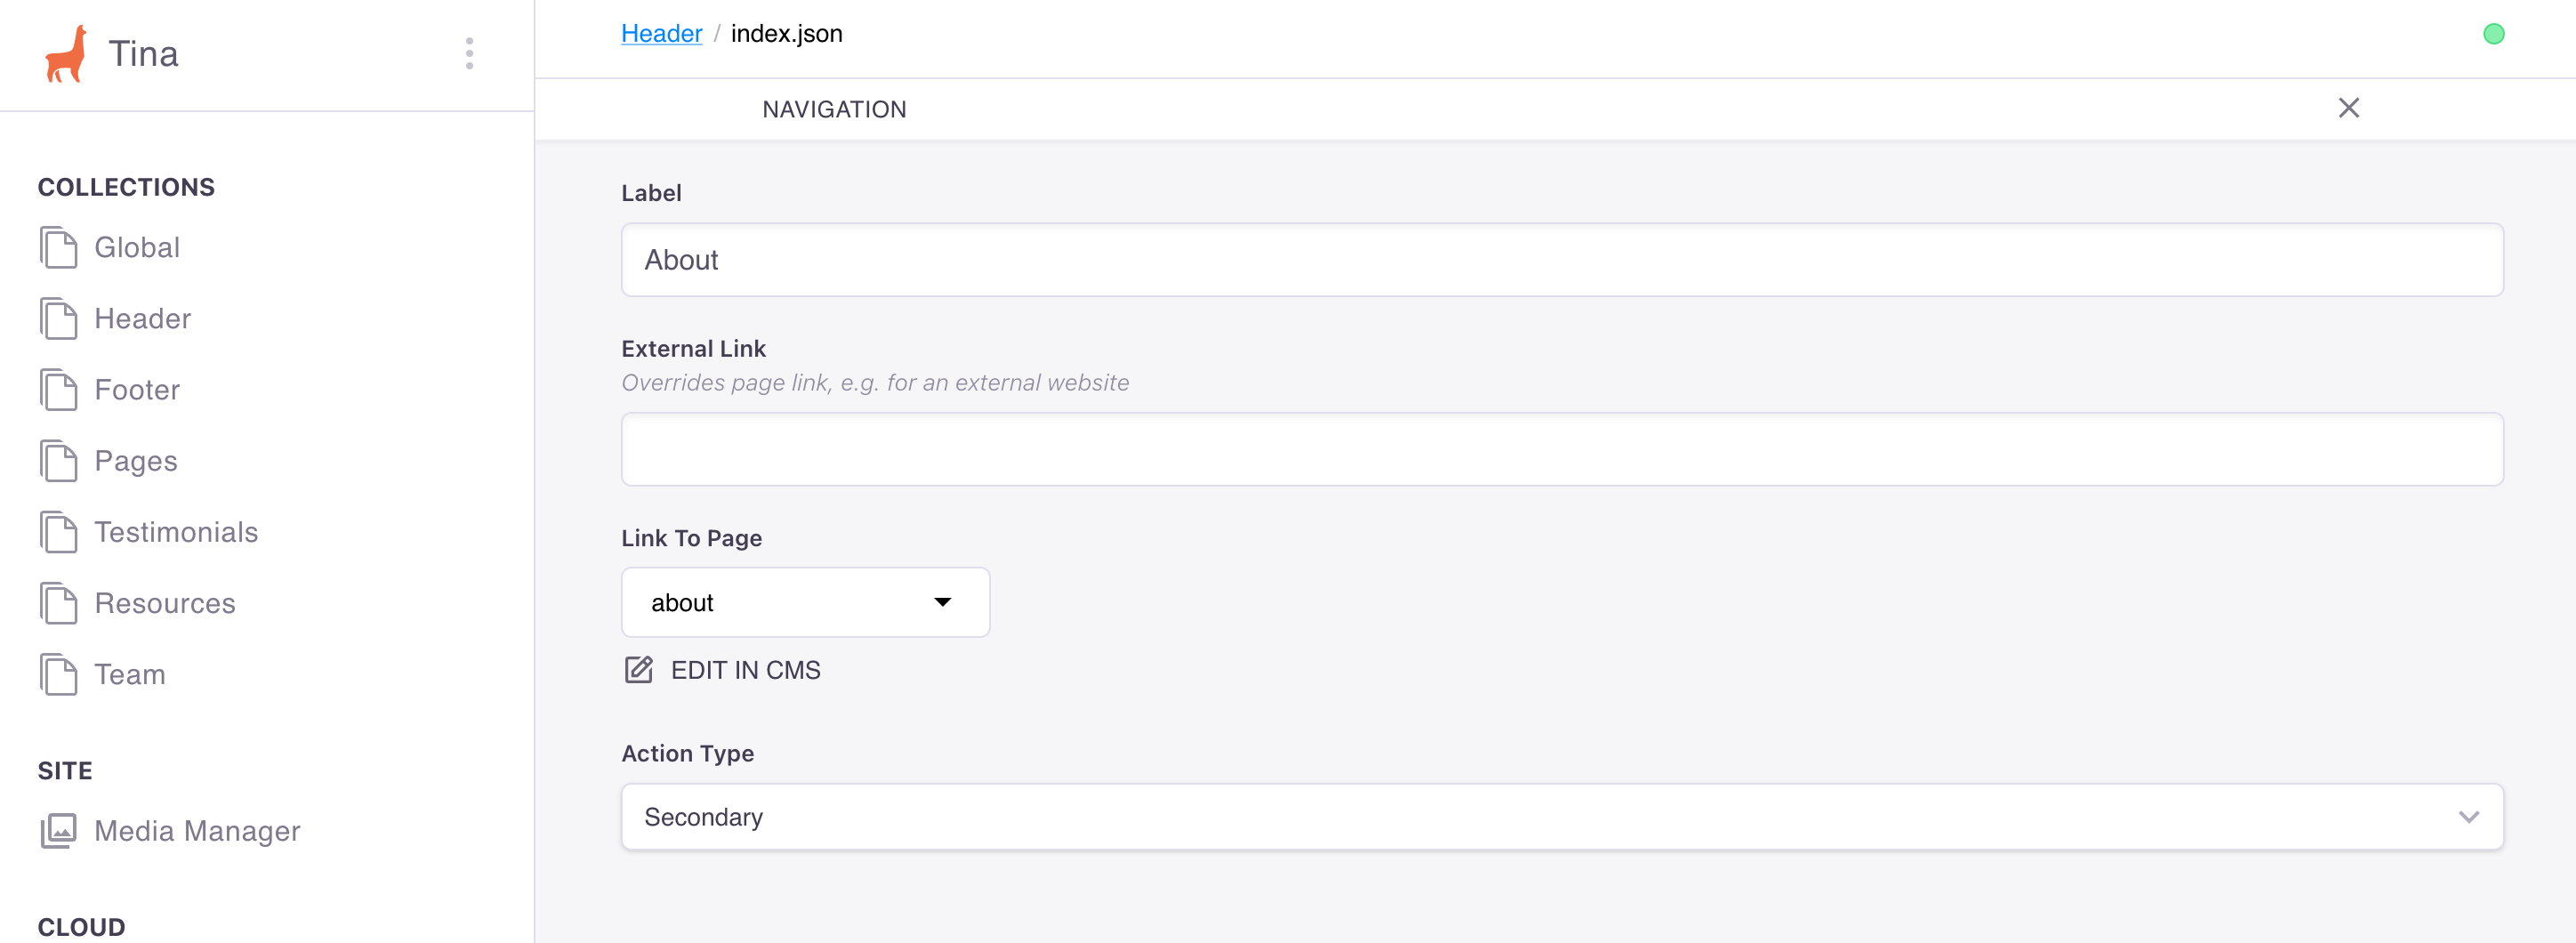 Tina
COLLECTIONS
Global
Header
Footer
Pages
Testimonials
Resources
Team
SITE
Media Manager
CLOUD
Header / index.json
NAVIGATION
Label
About
External Link
Overrides page link, e.g. for an external website
Link To Page
about
EDIT IN CMS
Action Type
Secondary